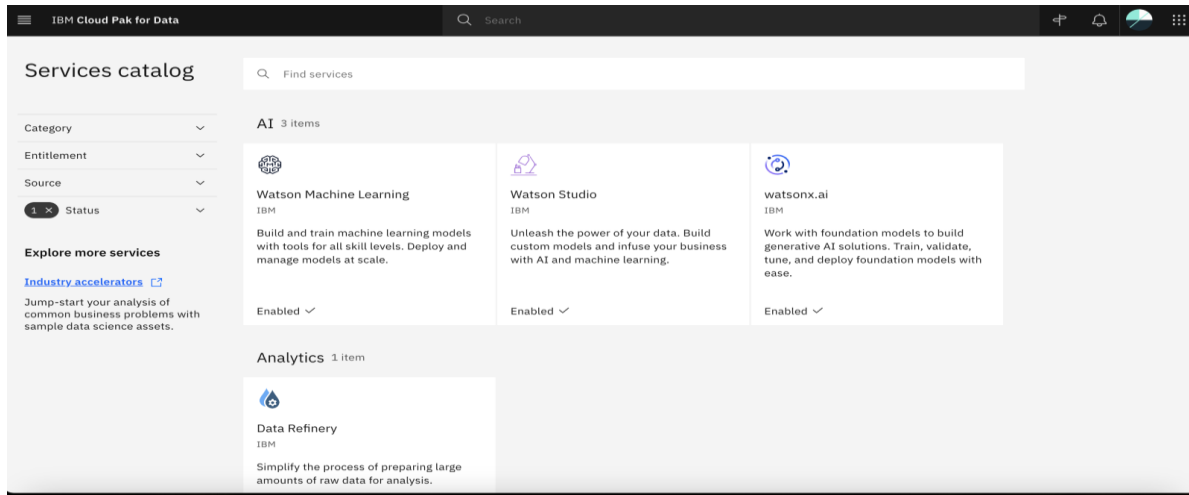 IBM Cloud Pak for Data
Search
Services catalog
Find services
Category
Entitlement
Source
1 × Status
Explore more services
Industry accelerators
Jump-start your analysis of
common business problems with
sample data science assets.
AI 3 items
Watson Machine Learning
IBM
Build and train machine learning models
with tools for all skill levels. Deploy and
manage models at scale.
Enabled
Watson Studio
IBM
Unleash the power of your data. Build
custom models and infuse your business
with AI and machine learning.
Enabled
watsonx.ai
IBM
Work with foundation models to build
generative AI solutions. Train, validate,
tune, and deploy foundation models with
ease.
Enabled
Analytics 1 item
Data Refinery
IBM
Simplify the process of preparing large
amounts of raw data for analysis.